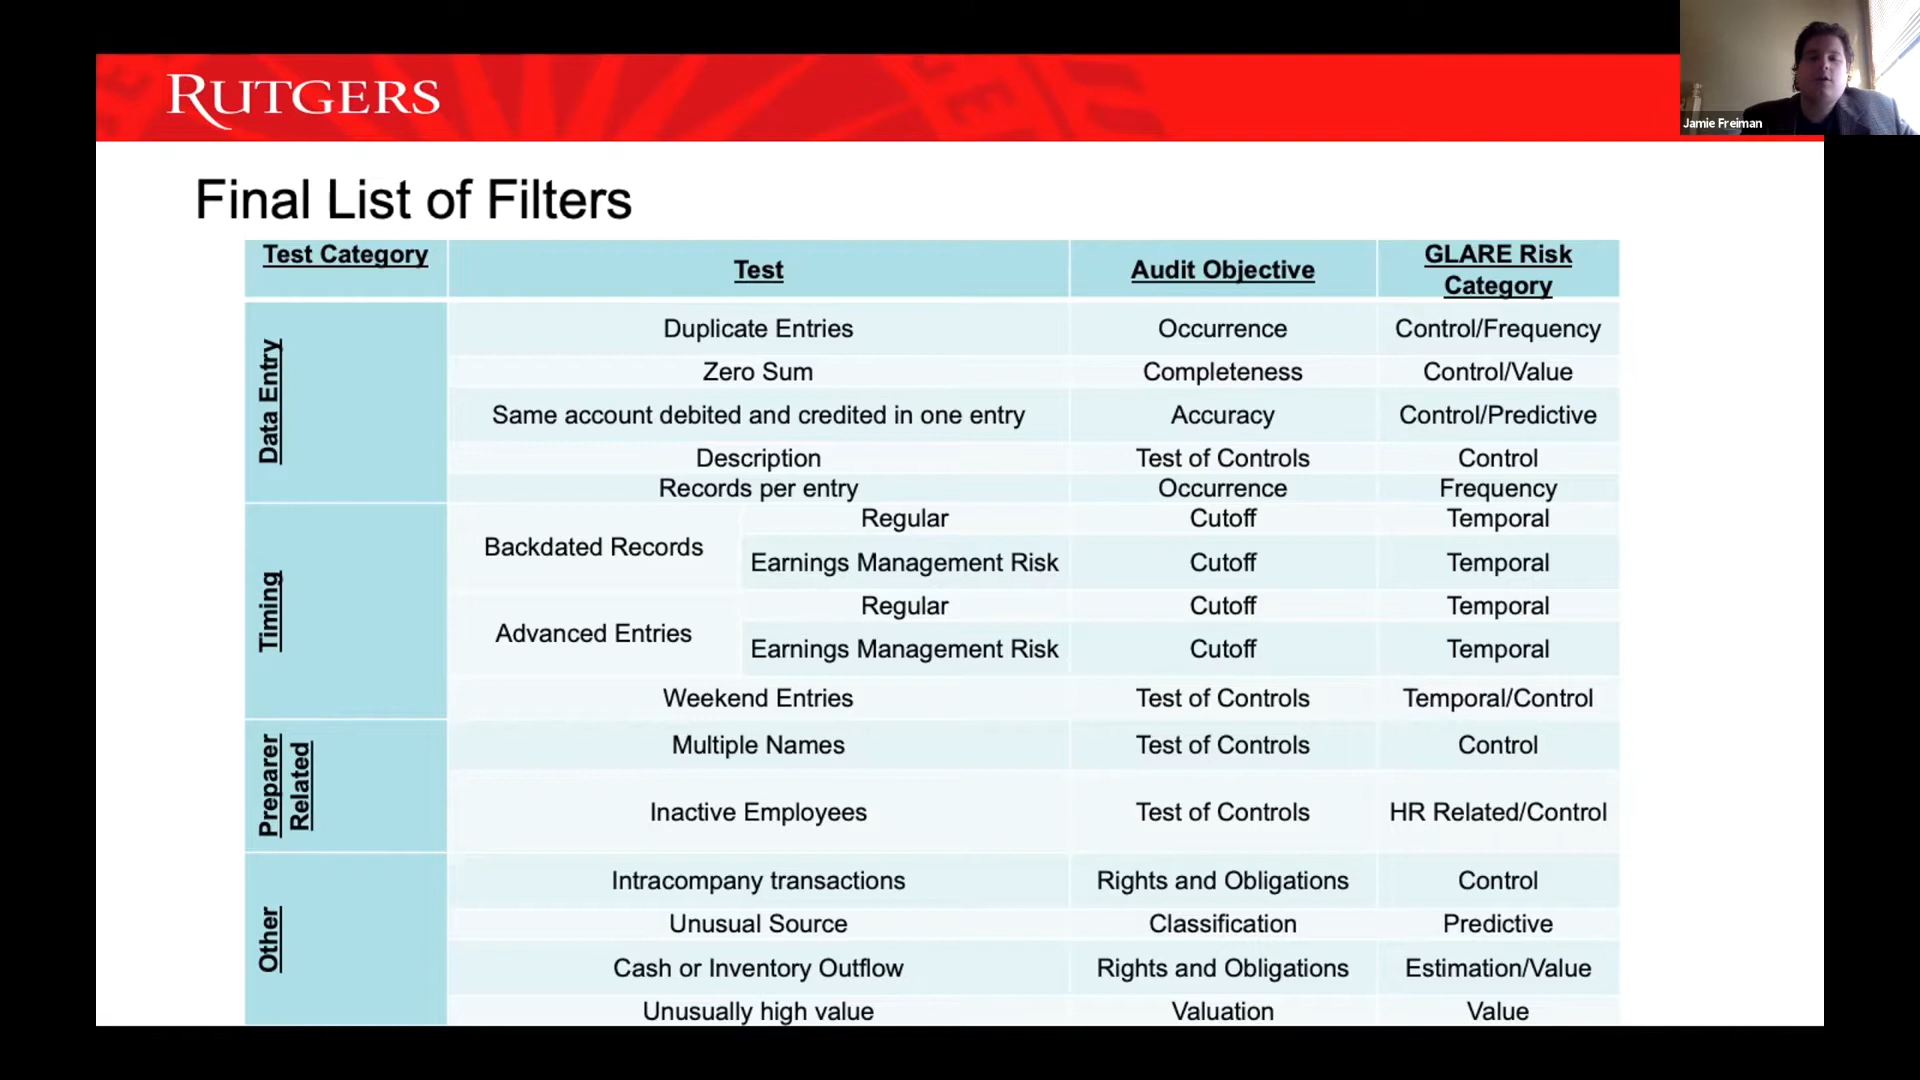 RUTGERS
Jamie Freiman
Final List of Filters
Test Category
Test
Audit Objective
GLARE Risk
Category
Data Entry
Duplicate Entries
Occurrence
Control/Frequency
Zero Sum
Completeness
Control/Value
Same account debited and credited in one entry
Accuracy
Control/Predictive
Description
Test of Controls
Control
Records per entry
Occurrence
Frequency
Timing
Backdated Records
Regular
Cutoff
Temporal
Earnings Management Risk
Cutoff
Temporal
Advanced Entries
Regular
Cutoff
Temporal
Earnings Management Risk
Cutoff
Temporal
Weekend Entries
Test of Controls
Temporal/Control
Preparer
Related
Multiple Names
Test of Controls
Control
Inactive Employees
Test of Controls
HR Related/Control
Other
Intracompany transactions
Rights and Obligations
Control
Unusual Source
Classification
Predictive
Cash or Inventory Outflow
Rights and Obligations
Estimation/Value
Unusually high value
Valuation
Value